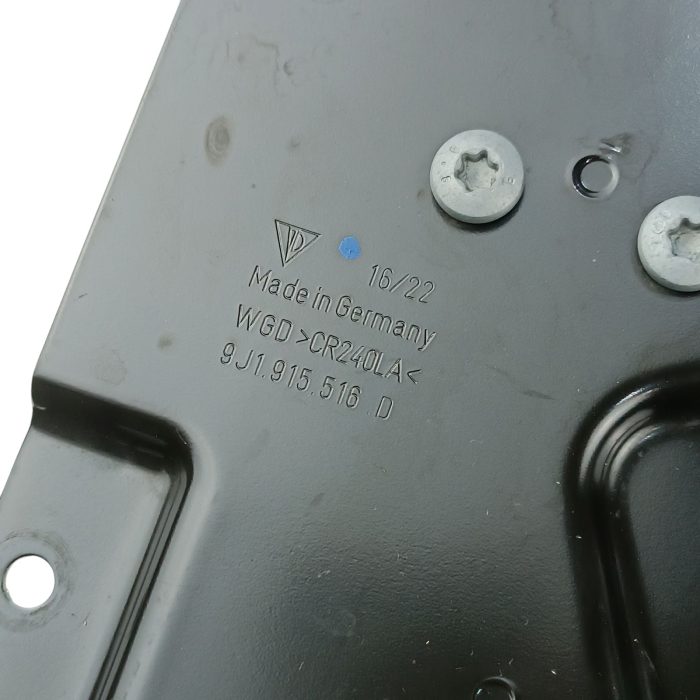 16/22
Made in Germany
WGD >CR240LA<
9J1.915.516 D